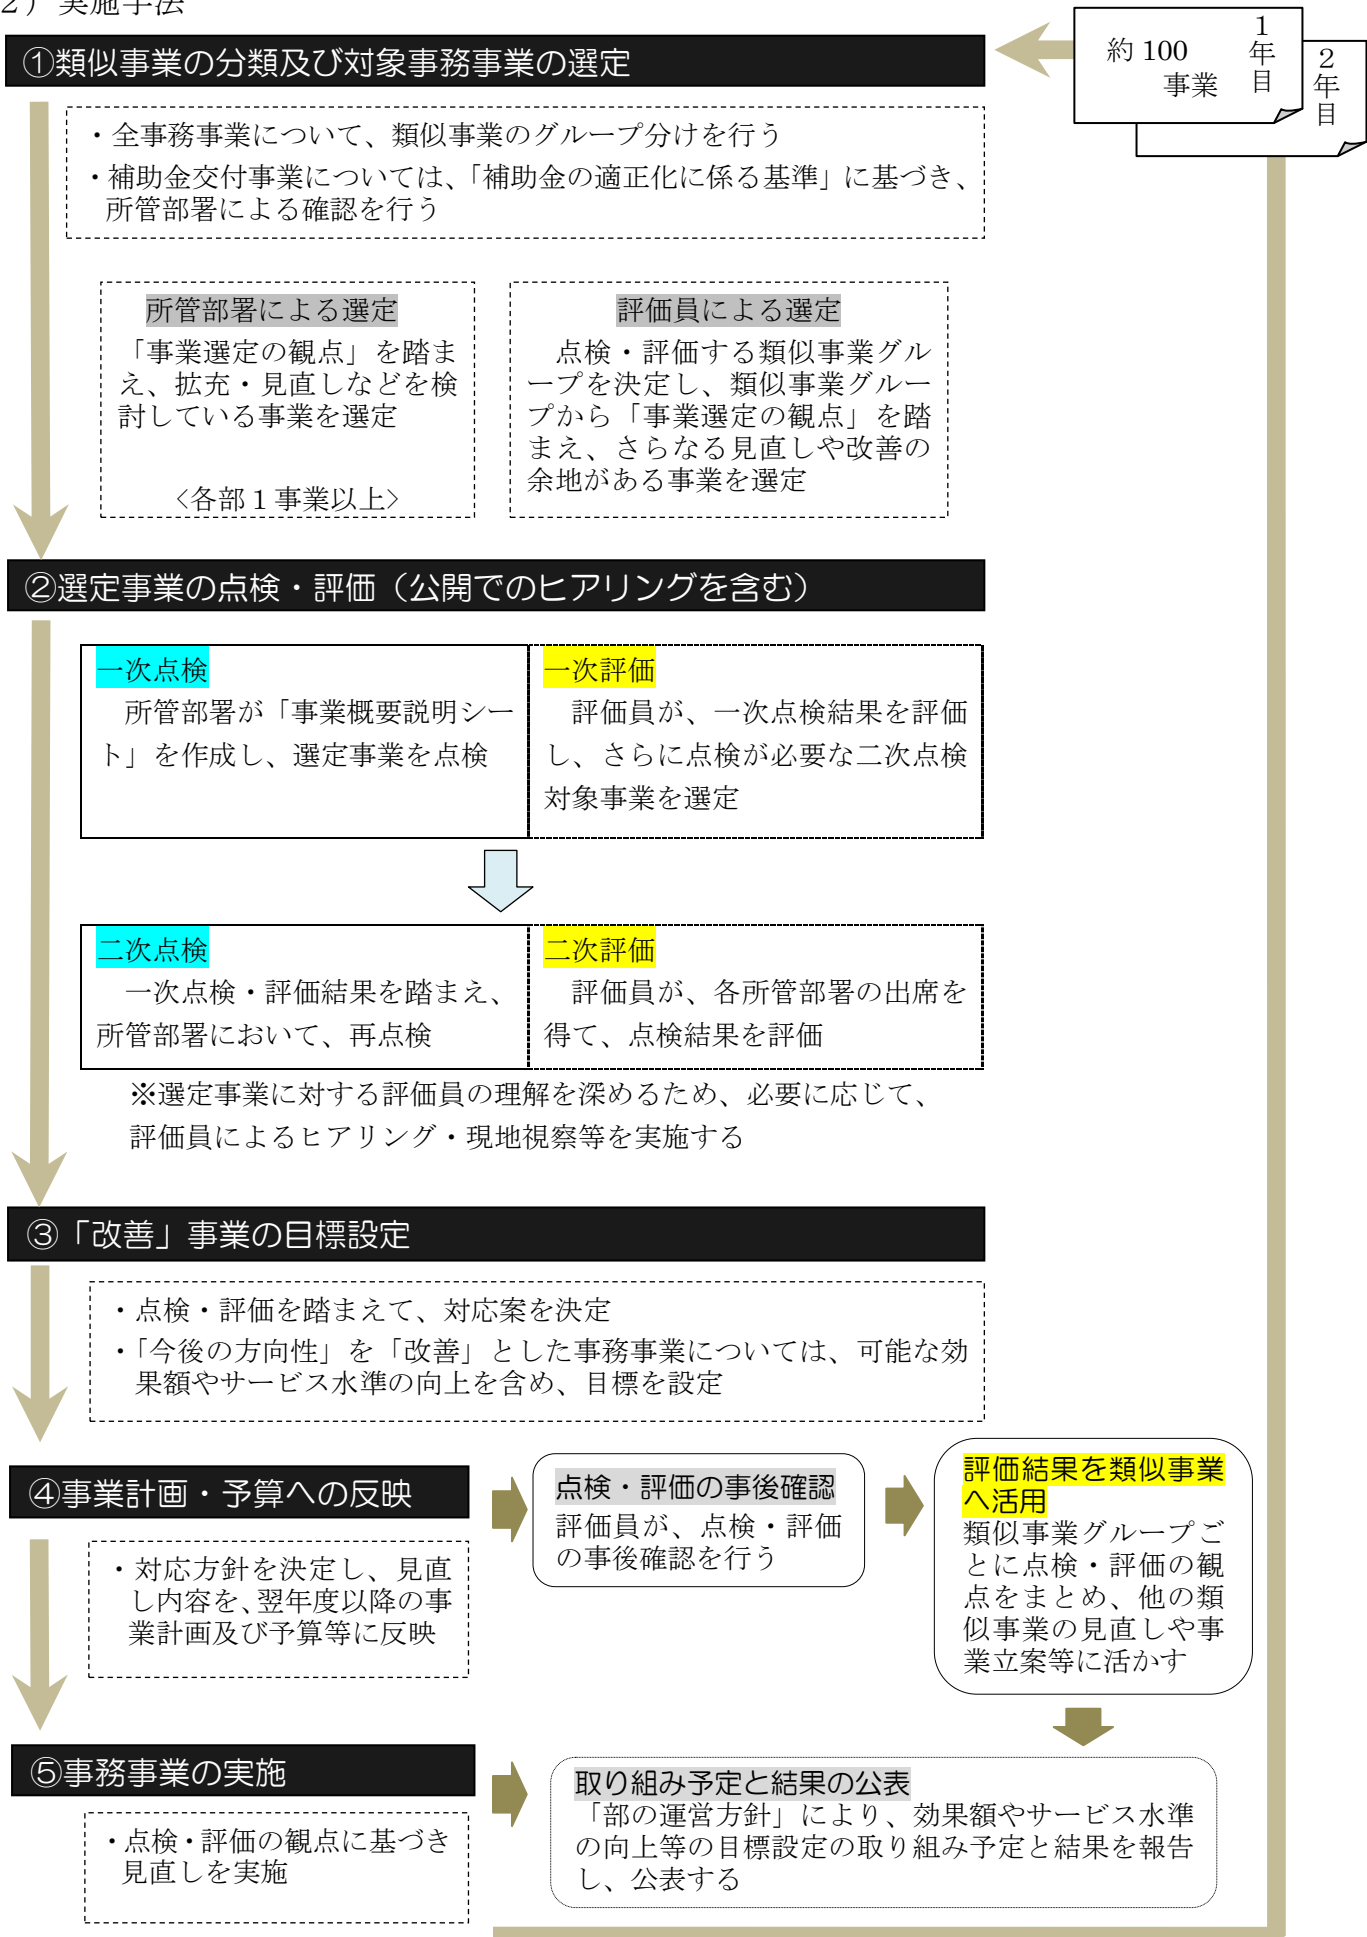 ２）実施手法
①類似事業の分類及び対象事務事業の選定
約 100
事業
１年目
２年目
・全事務事業について、類似事業のグループ分けを行う
・補助金交付事業については、「補助金の適正化に係る基準」に基づき、
所管部署による確認を行う
所管部署による選定
「事業選定の観点」を踏ま
え、拡充・見直しなどを検
討している事業を選定
〈各部１事業以上〉
評価員による選定
点検・評価する類似事業グル
ープを決定し、類似事業グルー
プから「事業選定の観点」を踏
まえ、さらなる見直しや改善の
余地がある事業を選定
②選定事業の点検・評価（公開でのヒアリングを含む）
一次点検
所管部署が「事業概要説明シー
ト」を作成し、選定事業を点検
一次評価
評価員が、一次点検結果を評価
し、さらに点検が必要な二次点検
対象事業を選定
二次点検
一次点検・評価結果を踏まえ、
所管部署において、再点検
二次評価
評価員が、各所管部署の出席を
得て、点検結果を評価
※選定事業に対する評価員の理解を深めるため、必要に応じて、
評価員によるヒアリング・現地視察等を実施する
③「改善」事業の目標設定
・点検・評価を踏まえて、対応案を決定
・「今後の方向性」を「改善」とした事務事業については、可能な効
果額やサービス水準の向上を含め、目標を設定
④事業計画・予算への反映
・対応方針を決定し、見直
し内容を、翌年度以降の事
業計画及び予算等に反映
点検・評価の事後確認
評価員が、点検・評価
の事後確認を行う
評価結果を類似事業
へ活用
類似事業グループご
とに点検・評価の観
点をまとめ、他の類
似事業の見直しや事
業立案等に活かす
⑤事務事業の実施
・点検・評価の観点に基づき
見直しを実施
取り組み予定と結果の公表
「部の運営方針」により、効果額やサービス水準
の向上等の目標設定の取り組み予定と結果を報告
し、公表する